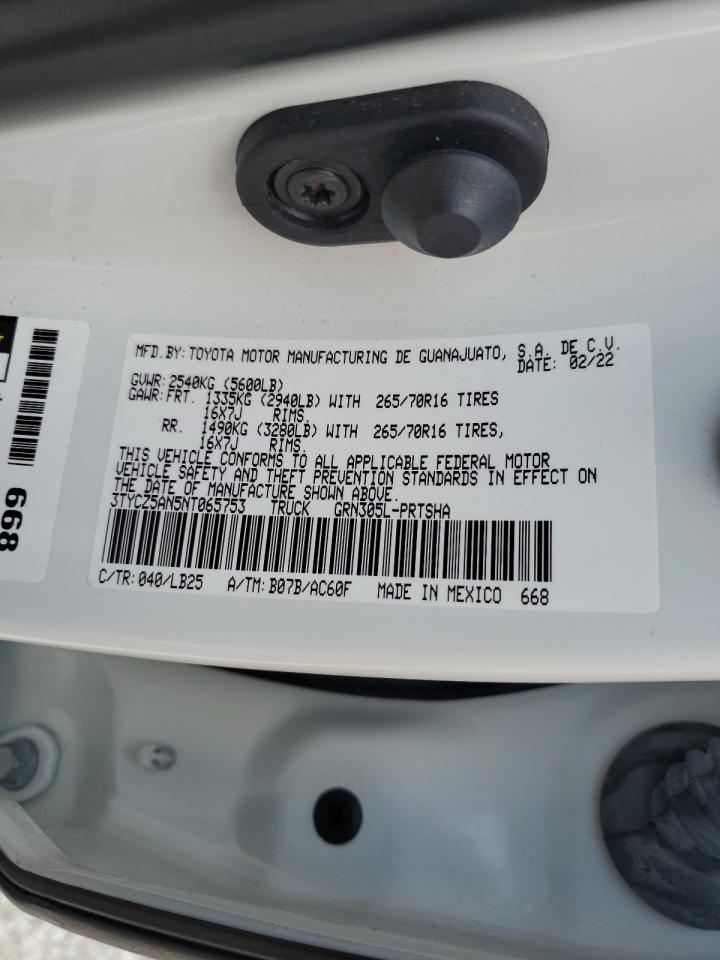 MFD.BY:TOYOTA MOTOR MANUFACTURING DE GUANAJUATO, S.A. DE C.V.
DATE: 02/22
GVWR:2540KG (5600LB)
GAWR:FRT. 1335KG (2940LB) WITH 265/70R16 TIRES
16X7J RIMS.
RR. 1490KG (3280LB) WITH 265/70R16 TIRES,
16X7J RIMS.
THIS VEHICLE CONFORMS TO ALL APPLICABLE FEDERAL MOTOR
VEHICLE SAFETY AND THEFT PREVENTION STANDARDS IN EFFECT ON
THE DATE OF MANUFACTURE SHOWN ABOVE.
3TYCZ5AN5NT065753 TRUCK GRN305L-PRTSHA
C/TR:040/LB25 A/TM:B07B/AC60F MADE IN MEXICO 668
668